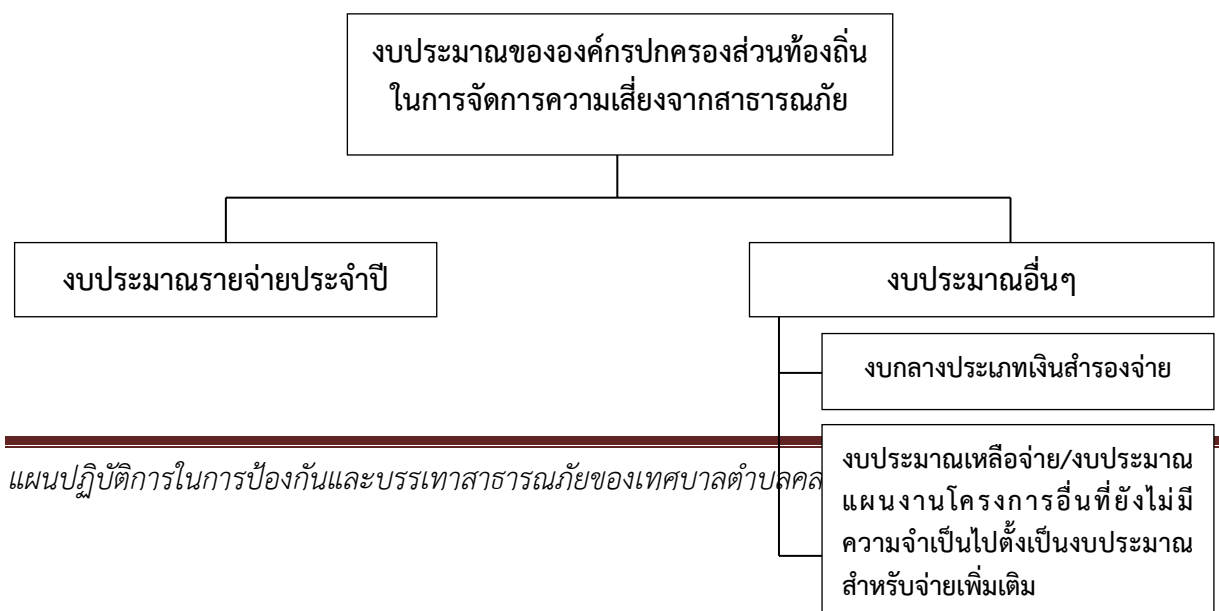 งบประมาณขององค์กรปกครองส่วนท้องถิ่น
ในการจัดการความเสี่ยงจากสาธารณภัย
งบประมาณรายจ่ายประจำปี
งบประมาณอื่นๆ
งบกลางประเภทเงินสำรองจ่าย
งบประมาณเหลือจ่าย/งบประมาณ
แผนงานโครงการอื่นที่ยังไม่มี
ความจำเป็นไปตั้งเป็นงบประมาณ
สำหรับจ่ายเพิ่มเติม
แผนปฏิบัติการในการป้องกันและบรรเทาสาธารณภัยของเทศบาลตำบล